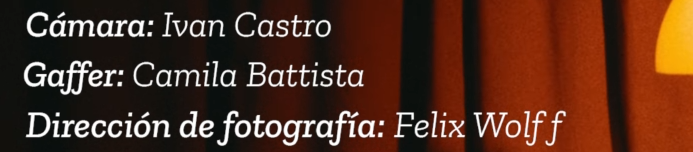 Cámara: Ivan Castro
Gaffer: Camila Battista
Dirección de fotografía: Felix Wolff